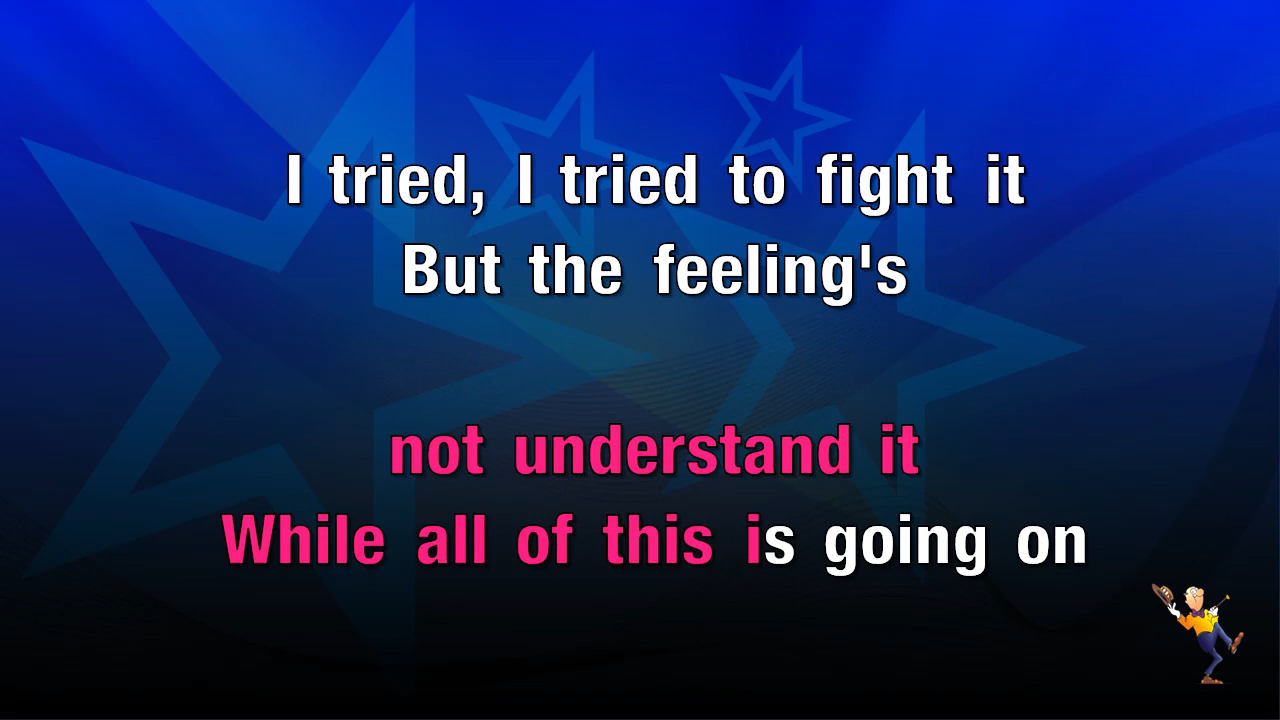 I tried, I tried to fight it
But the feeling's
not understand it
While all of this is going on